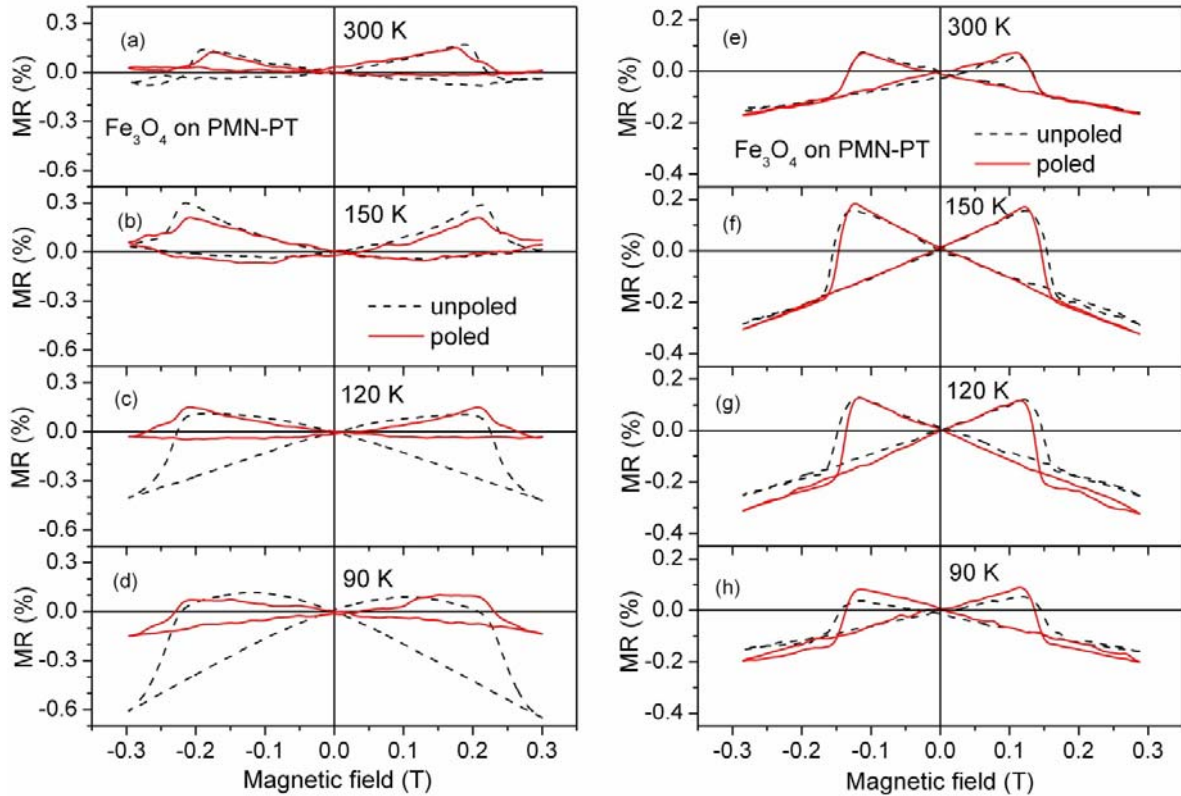 (a)
300 K
MR (%)
0.3
0.0
-0.3
-0.6
Fe3O4 on PMN-PT
(b)
150 K
MR (%)
0.3
0.0
-0.3
-0.6
unpoled
poled
(c)
120 K
MR (%)
0.3
0.0
-0.3
-0.6
(d)
90 K
MR (%)
0.3
0.0
-0.3
-0.6
-0.3 -0.2 -0.1 0.0 0.1 0.2 0.3
Magnetic field (T)
(e)
300 K
MR (%)
0.2
0.0
-0.2
-0.4
Fe3O4 on PMN-PT
unpoled
poled
(f)
150 K
MR (%)
0.2
0.0
-0.2
-0.4
(g)
120 K
MR (%)
0.2
0.0
-0.2
-0.4
(h)
90 K
MR (%)
0.2
0.0
-0.2
-0.4
-0.3 -0.2 -0.1 0.0 0.1 0.2 0.3
Magnetic field (T)